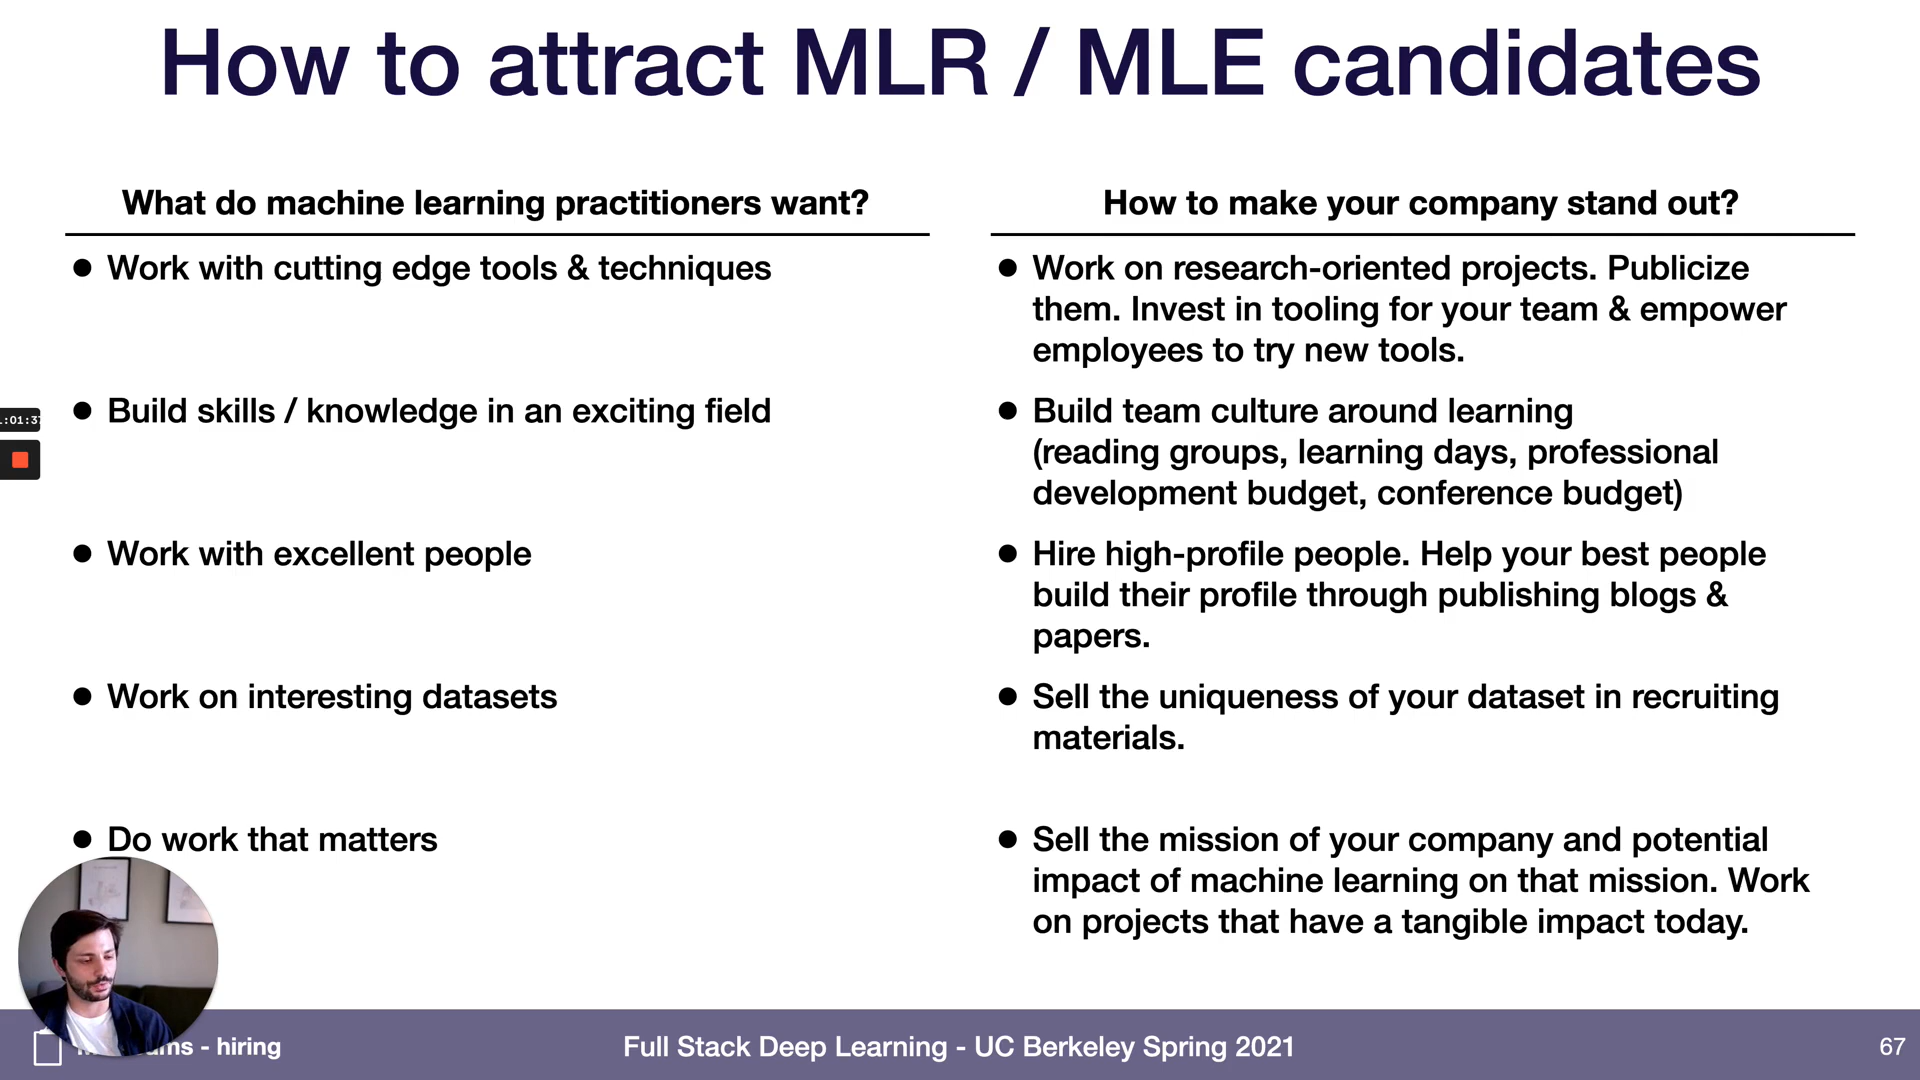 How to attract MLR / MLE candidates
What do machine learning practitioners want?
● Work with cutting edge tools & techniques
● Build skills / knowledge in an exciting field
● Work with excellent people
● Work on interesting datasets
● Do work that matters
How to make your company stand out?
● Work on research-oriented projects. Publicize
them. Invest in tooling for your team & empower
employees to try new tools.
● Build team culture around learning
(reading groups, learning days, professional
development budget, conference budget)
● Hire high-profile people. Help your best people
build their profile through publishing blogs &
papers.
● Sell the uniqueness of your dataset in recruiting
materials.
● Sell the mission of your company and potential
impact of machine learning on that mission. Work
on projects that have a tangible impact today.
:01:37
- hiring
Full Stack Deep Learning - UC Berkeley Spring 2021
67